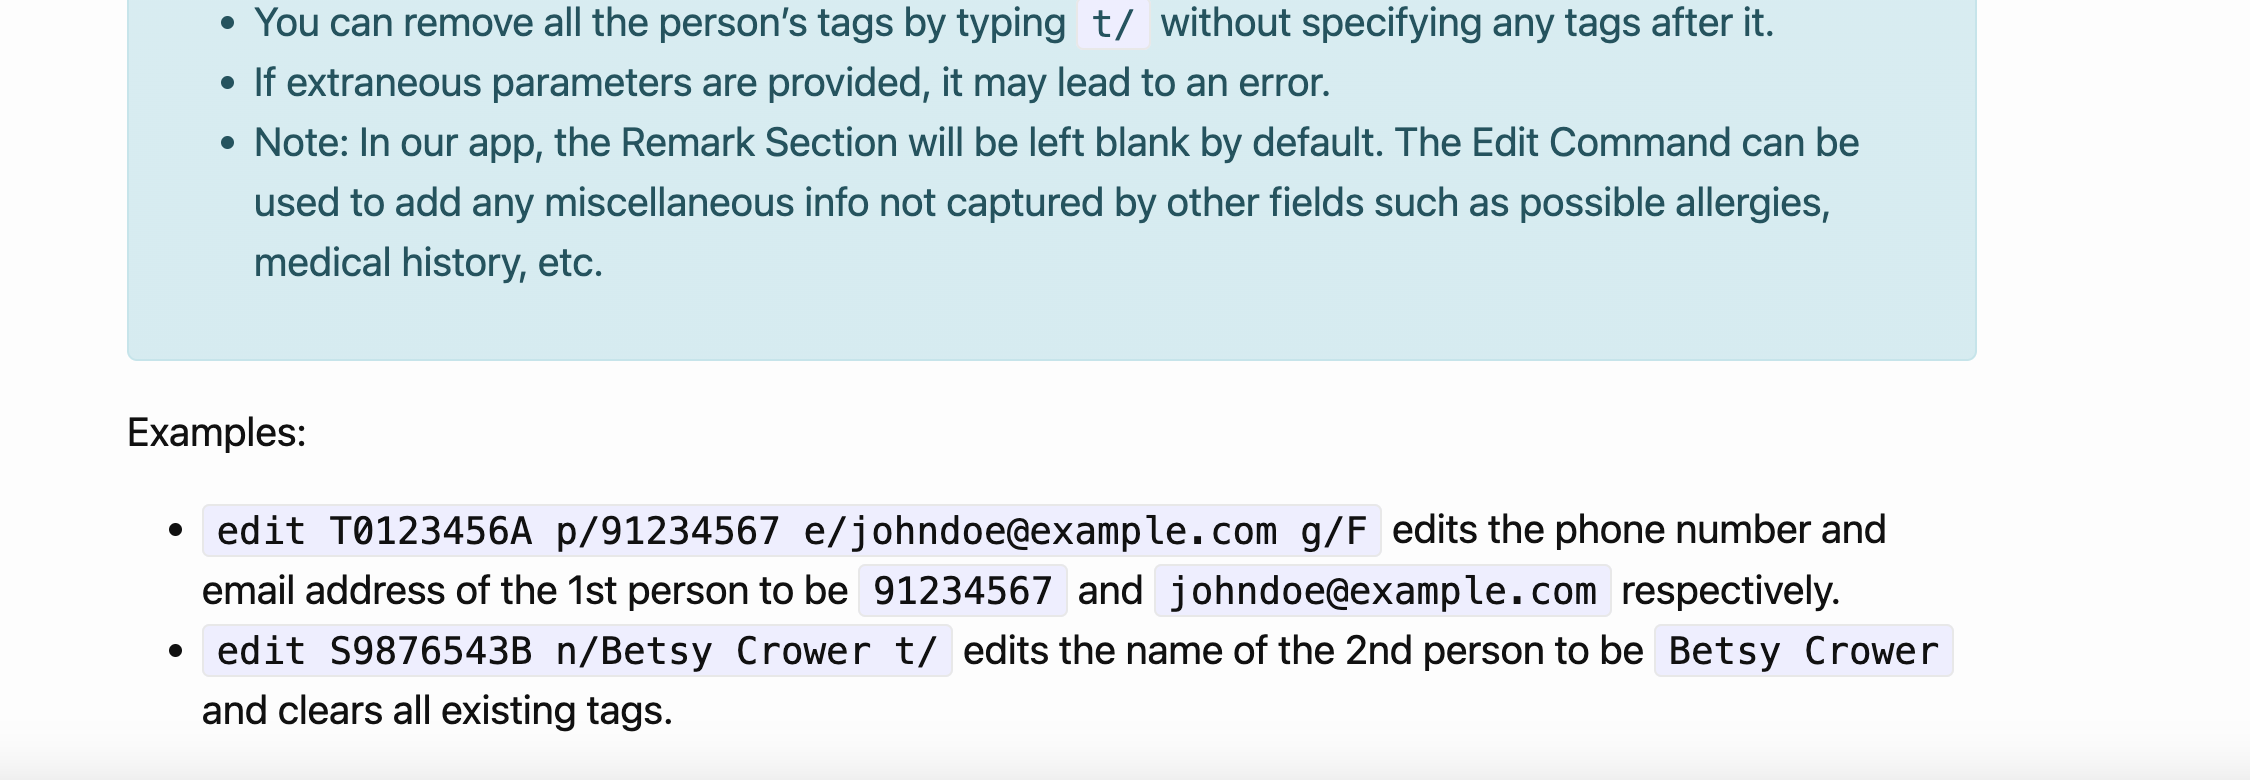 • You can remove all the person’s tags by typing t/ without specifying any tags after it.
• If extraneous parameters are provided, it may lead to an error.
• Note: In our app, the Remark Section will be left blank by default. The Edit Command can be
used to add any miscellaneous info not captured by other fields such as possible allergies,
medical history, etc.
Examples:
• edit T0123456A p/91234567 e/johndoe@example.com g/F edits the phone number and
email address of the 1st person to be 91234567 and johndoe@example.com respectively.
• edit S9876543B n/Betsy Crower t/ edits the name of the 2nd person to be Betsy Crower
and clears all existing tags.